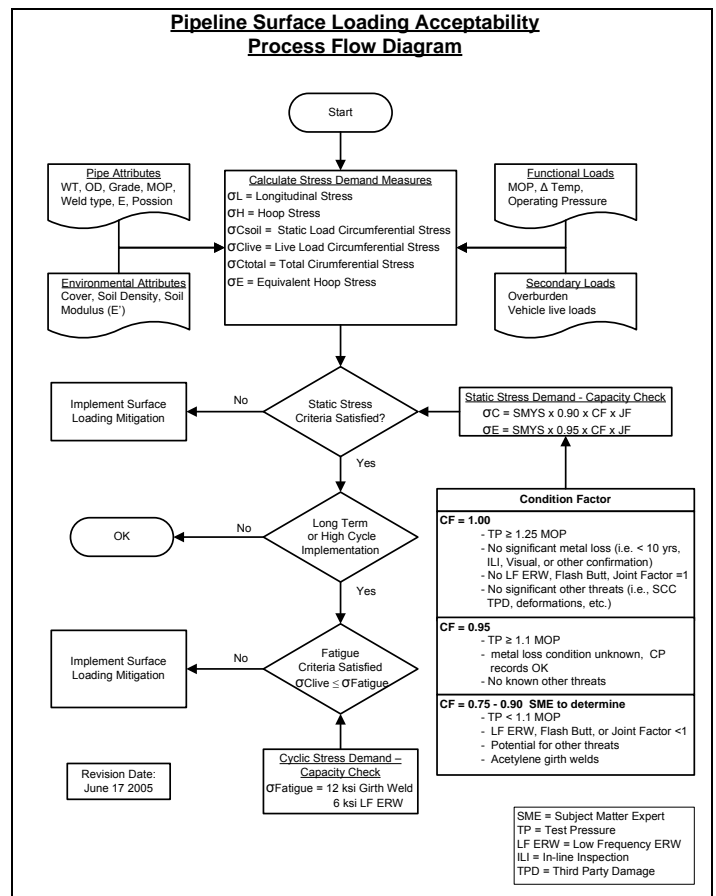 Pipeline Surface Loading Acceptability
Process Flow Diagram
Start
Pipe Attributes
WT, OD, Grade, MOP,
Weld type, E, Possion
Environmental Attributes
Cover, Soil Density, Soil
Modulus (E')
Calculate Stress Demand Measures
σL = Longitudinal Stress
σH = Hoop Stress
σCsoil = Static Load Circumferential Stress
σClive = Live Load Circumferential Stress
σCtotal = Total Cirumferential Stress
σE = Equivalent Hoop Stress
Functional Loads
MOP, Δ Temp,
Operating Pressure
Secondary Loads
Overburden
Vehicle live loads
Implement Surface
Loading Mitigation
No
Static Stress
Criteria Satisfied?
Static Stress Demand - Capacity Check
σC = SMYS x 0.90 x CF x JF
σE = SMYS x 0.95 x CF x JF
Yes
OK
No
Long Term
or High Cycle
Implementation
Yes
Implement Surface
Loading Mitigation
No
Fatigue
Criteria Satisfied
σClive ≤ σFatigue
Cyclic Stress Demand –
Capacity Check
σFatigue = 12 ksi Girth Weld
6 ksi LF ERW
Revision Date:
June 17 2005
Condition Factor
CF = 1.00
- TP ≥ 1.25 MOP
- No significant metal loss (i.e. < 10 yrs,
ILI, Visual, or other confirmation)
- No LF ERW, Flash Butt, Joint Factor =1
- No significant other threats (i.e., SCC
TPD, deformations, etc.)
CF = 0.95
- TP ≥ 1.1 MOP
- metal loss condition unknown, CP
records OK
- No known other threats
CF = 0.75 - 0.90 SME to determine
- TP < 1.1 MOP
- LF ERW, Flash Butt, or Joint Factor <1
- Potential for other threats
- Acetylene girth welds
SME = Subject Matter Expert
TP = Test Pressure
LF ERW = Low Frequency ERW
ILI = In-line Inspection
TPD = Third Party Damage